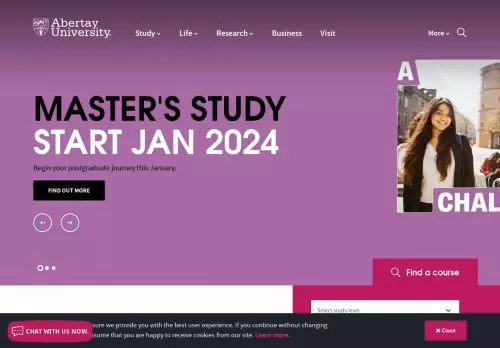 Abertay
University.
Study
Life
Research
Business
Visit
More
MASTER'S STUDY
START JAN 2024
Begin your postgraduate journey this January.
FIND OUT MORE
A
CHAL
Find a course
Select study level
CHAT WITH US NOW.
sure we provide you with the best user experience. If you continue without changing
ssume that you are happy to receive cookies from our site. Learn more.
× Close